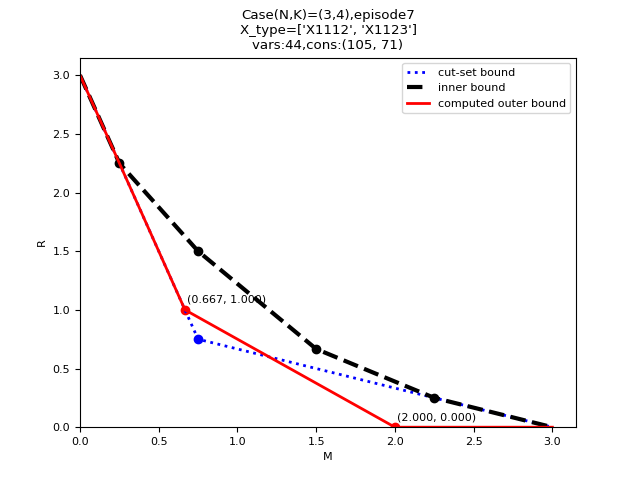 Case(N,K)=(3,4),episode7
X_type=['X1112', 'X1123']
vars:44,cons:(105, 71)
cut-set bound
inner bound
computed outer bound
3.0
2.5
2.0
1.5
1.0
0.5
0.0
R
(0.667, 1.000)
(2.000, 0.000)
0.0
0.5
1.0
1.5
2.0
2.5
3.0
M